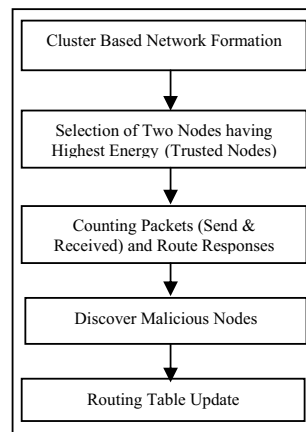 Cluster Based Network Formation
Selection of Two Nodes having
Highest Energy (Trusted Nodes)
Counting Packets (Send &
Received) and Route Responses
Discover Malicious Nodes
Routing Table Update